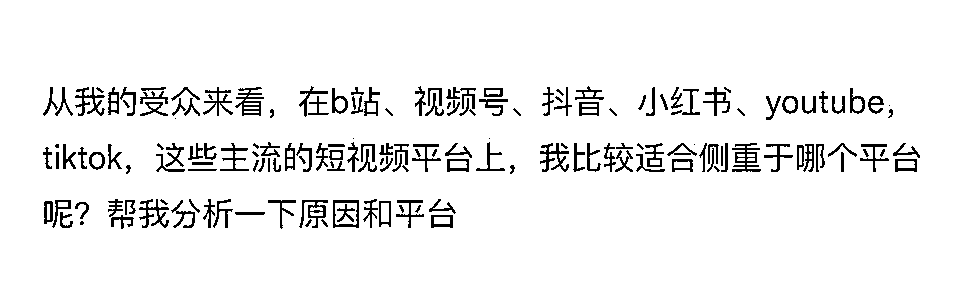 从我的受众来看，在b站、视频号、抖音、小红书、youtube，
tiktok，这些主流的短视频平台上，我比较适合侧重于哪个平台
呢？帮我分析一下原因和平台